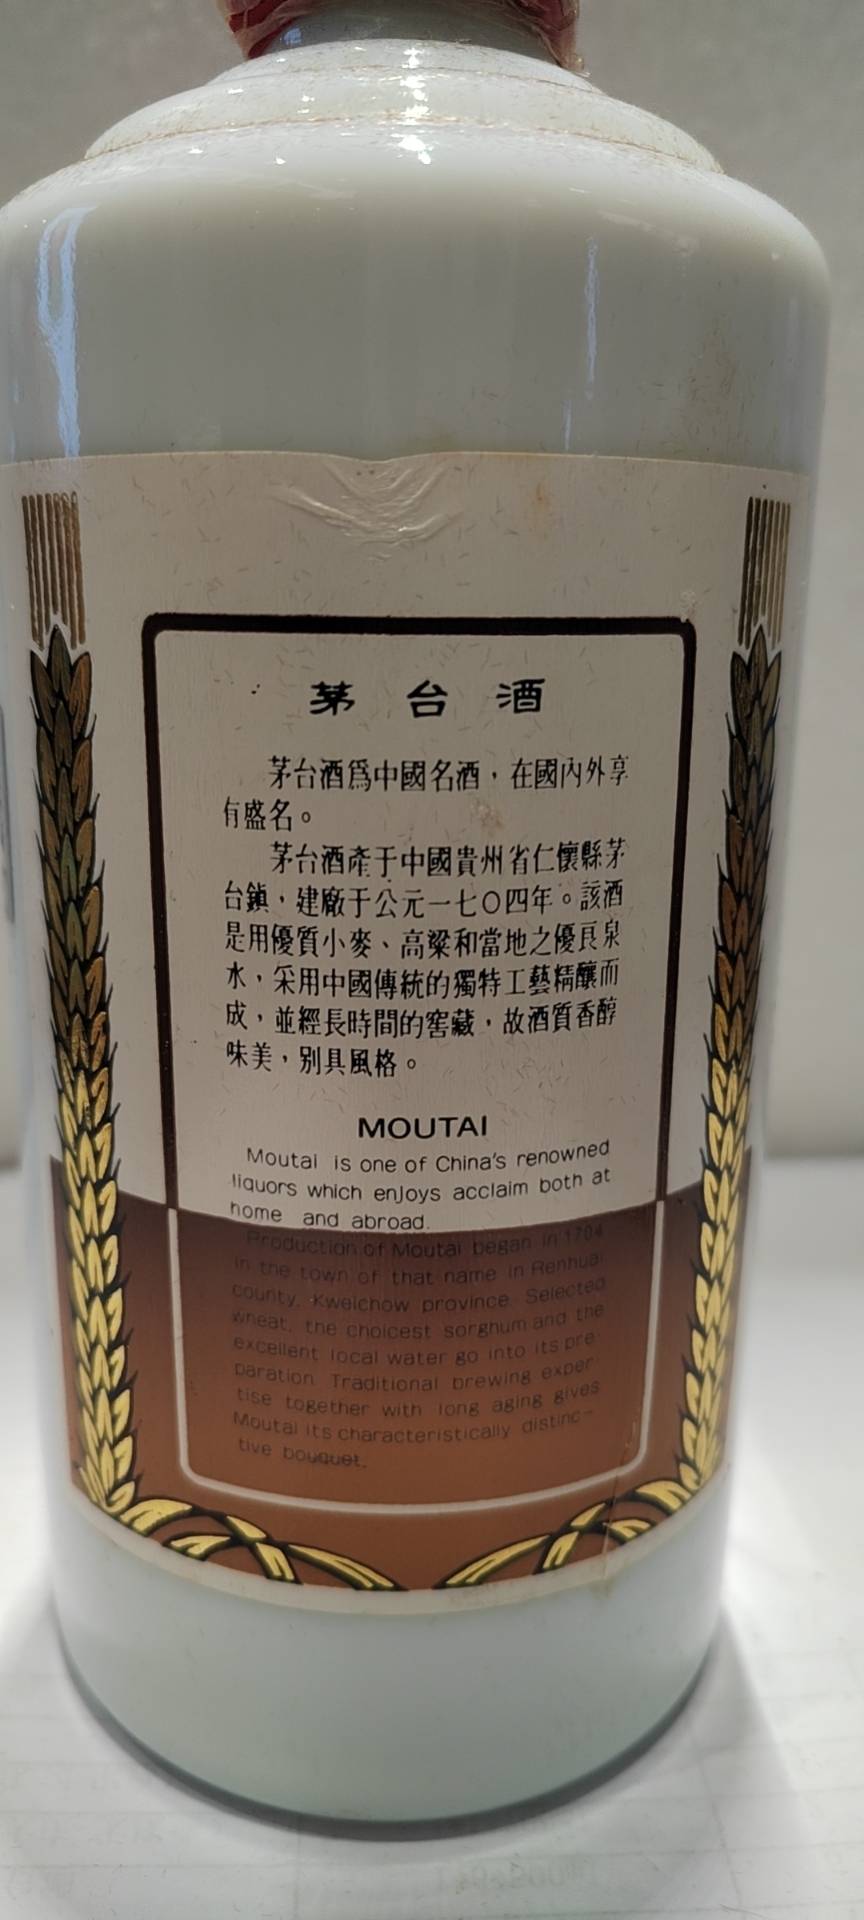 茅台酒
茅台酒爲中國名酒，在國內外享
有盛名。
茅台酒產于中國貴州省仁懷縣茅
台鎮，建廠于公元一七〇四年。該酒
是用優質小麥、高粱和當地之優良泉
水，采用中國傳統的獨特工藝精釀而
成，並經長時間的窖藏，故酒質香醇
味美，别具風格。
MOUTAI
Moutai is one of China's renowned
liquors which enjoys acclaim both at
home and abroad.
Production of Moutai began in 1704
in the town of that name in Renhuai
county, Kweichow province. Selected
wheat, the choicest sorghum and the
excellent local water go into its pre-
paration. Traditional brewing exper-
tise together with long aging gives
Moutai its characteristically distinc-
tive bouquet.